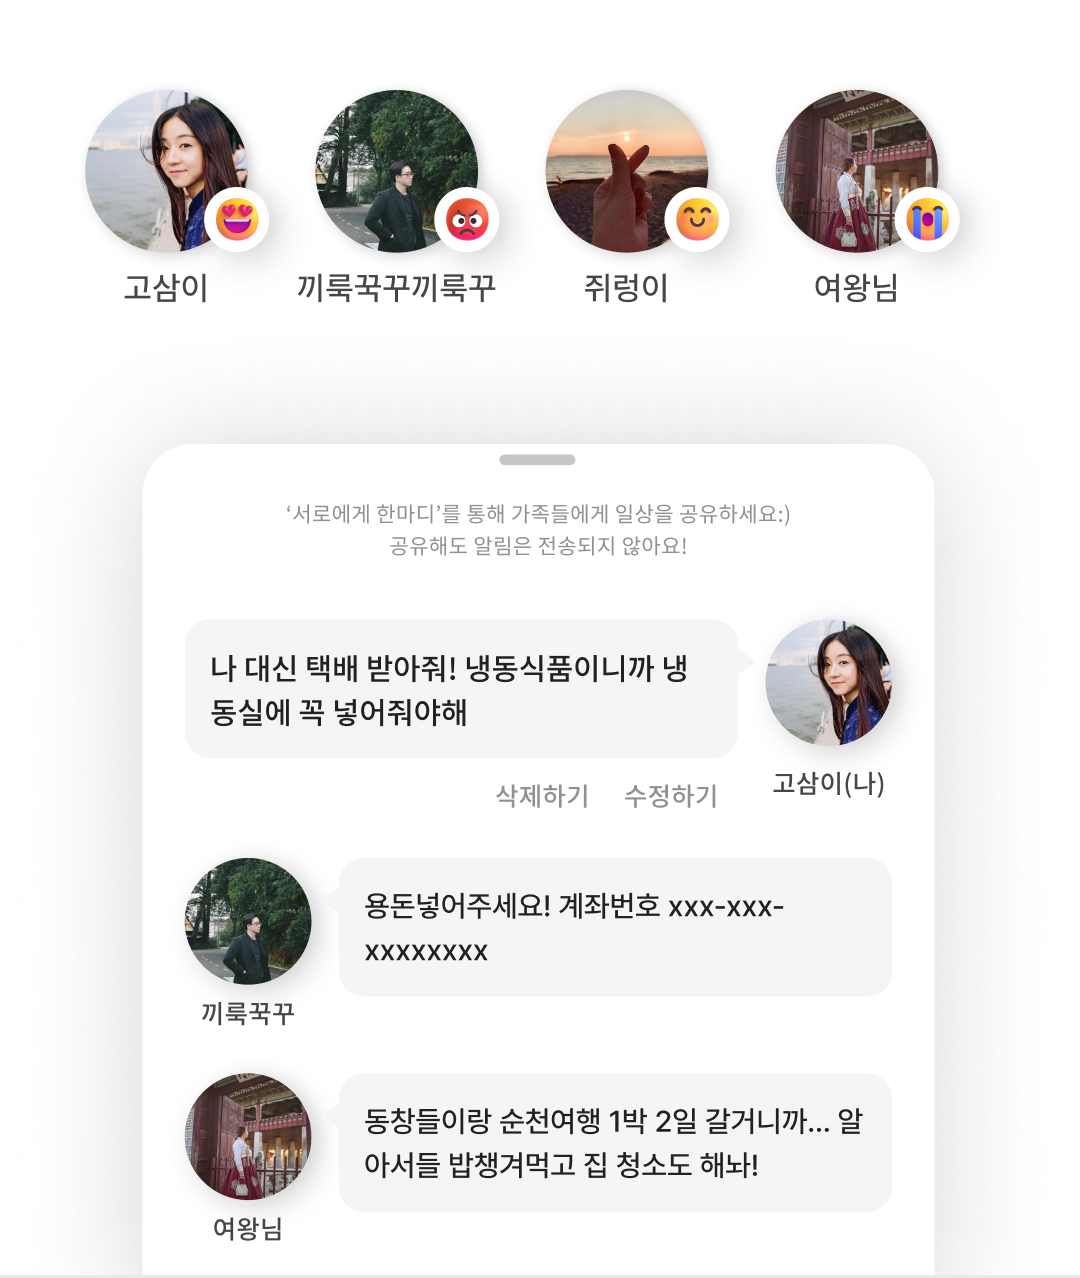 고삼이
끼룩꾹꾸끼룩꾸
쥐렁이
여왕님
‘서로에게 한마디’를 통해 가족들에게 일상을 공유하세요:)
공유해도 알림은 전송되지 않아요!
나 대신 택배 받아줘! 냉동식품이니까 냉
동실에 꼭 넣어줘야해
고삼이(나)
삭제하기 수정하기
용돈넣어주세요! 계좌번호 xxx-xxx-
xxxxxxxx
끼룩꾹꾸
동창들이랑 순천여행 1박 2일 갈거니까... 알
아서들 밥챙겨먹고 집 청소도 해놔!
여왕님